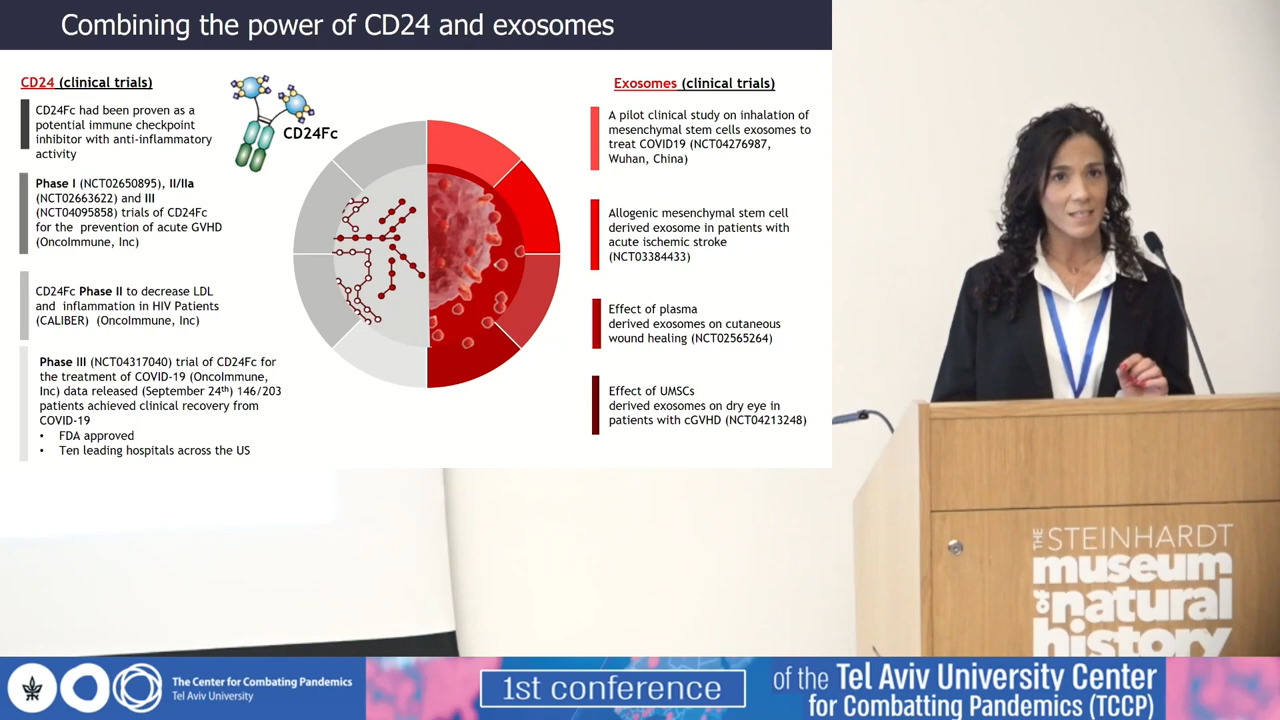 Combining the power of CD24 and exosomes
CD24 (clinical trials)
CD24Fc had been proven as a
potential immune checkpoint
inhibitor with anti-inflammatory
activity
Phase I (NCT02650895), II/IIa
(NCT02663622) and III
(NCT04095858) trials of CD24Fc
for the prevention of acute GVHD
(OncoImmune, Inc)
CD24Fc Phase II to decrease LDL
and inflammation in HIV Patients
(CALIBER) (OncoImmune, Inc)
Phase III (NCT04317040) trial of CD24Fc for
the treatment of COVID-19 (OncoImmune,
Inc) data released (September 24th) 146/203
patients achieved clinical recovery from
COVID-19
• FDA approved
• Ten leading hospitals across the US
CD24Fc
Exosomes (clinical trials)
A pilot clinical study on inhalation of
mesenchymal stem cells exosomes to
treat COVID19 (NCT04276987,
Wuhan, China)
Allogenic mesenchymal stem cell
derived exosome in patients with
acute ischemic stroke
(NCT03384433)
Effect of plasma
derived exosomes on cutaneous
wound healing (NCT02565264)
Effect of UMSCs
derived exosomes on dry eye in
patients with cGVHD (NCT04213248)
THE STEINHARDT
museum
of natural
history
The Center for Combating Pandemics
Tel Aviv University
1st conference
of the Tel Aviv University Center
for Combatting Pandemics (TCCP)